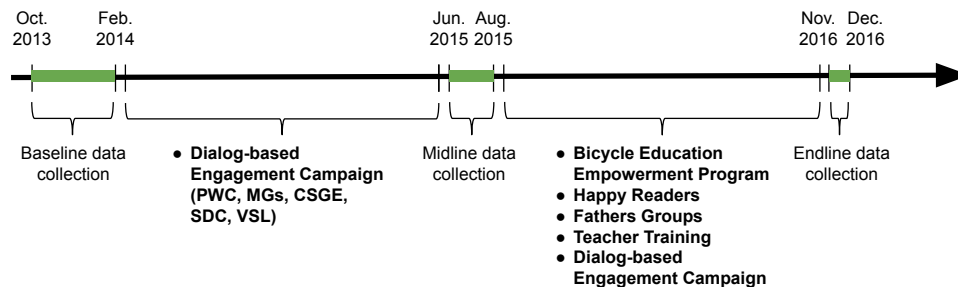 Oct. 2013
Feb. 2014
Jun. 2015
Aug. 2015
Nov. 2016
Dec. 2016
Baseline data
collection
● Dialog-based
Engagement Campaign
(PWC, MGs, CSGE,
SDC, VSL)
Midline data
collection
● Bicycle Education
Empowerment Program
● Happy Readers
● Fathers Groups
● Teacher Training
● Dialog-based
Engagement Campaign
Endline data
collection